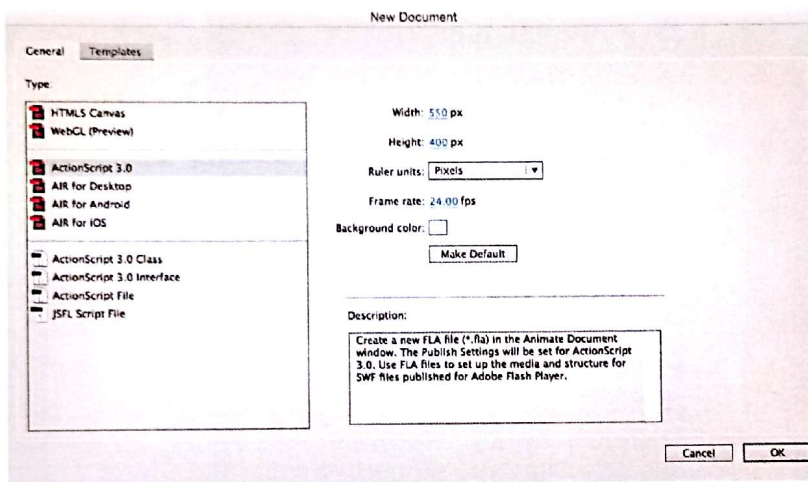 New Document
General Templates
Type:
HTML5 Canvas
WebGL (Preview)
ActionScript 3.0
AIR for Desktop
AIR for Android
AIR for iOS
ActionScript 3.0 Class
ActionScript 3.0 Interface
ActionScript File
JSFL Script File
Width: 550 px
Height: 400 px
Ruler units: Pixels
Frame rate: 24.00 fps
Background color:
Make Default
Description:
Create a new FLA file (*.fla) in the Animate Document
window. The Publish Settings will be set for ActionScript
3.0. Use FLA files to set up the media and structure for
SWF files published for Adobe Flash Player.
Cancel OK